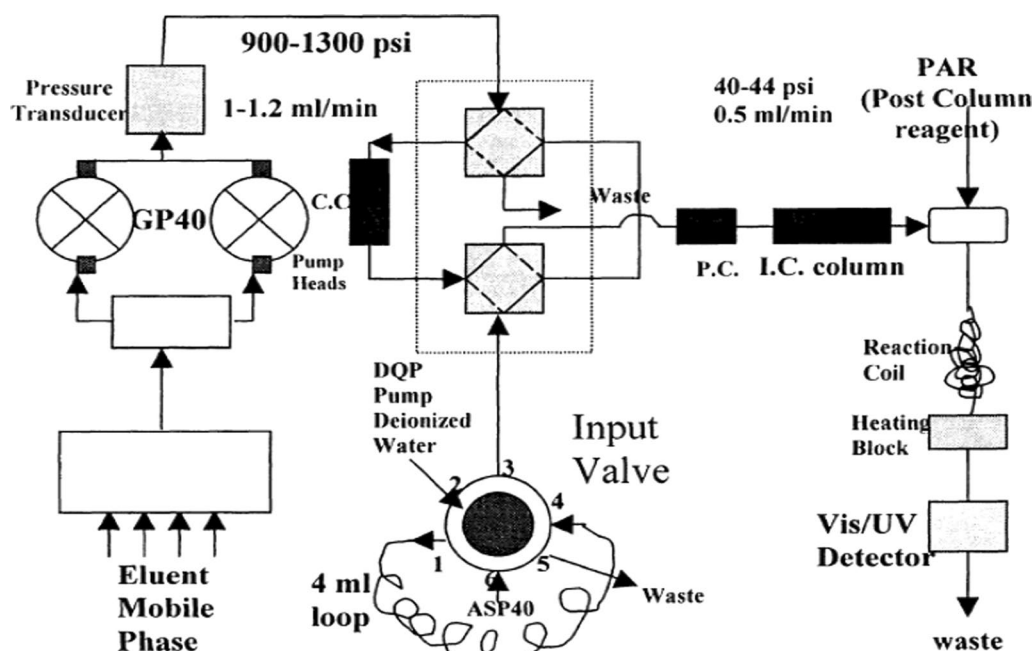 900-1300 psi
Pressure
Transducer
1-1.2 ml/min
40-44 psi
0.5 ml/min
PAR
(Post Column
reagent)
GP40
C.C
Waste
Pump
Heads
P.C.
I.C. column
DQP
Pump
Deionized
Water
Input
Valve
Reaction
Coil
Heating
Block
2
3
4
1
5
6
Vis/UV
Detector
Eluent
Mobile
Phase
4 ml
loop
ASP40
Waste
waste